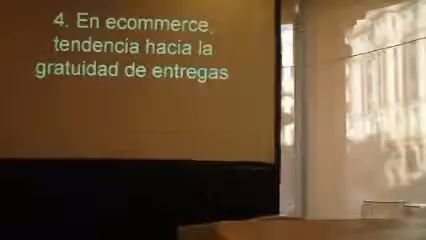 4. En ecommerce,
tendencia hacia la
gratuidad de entregas